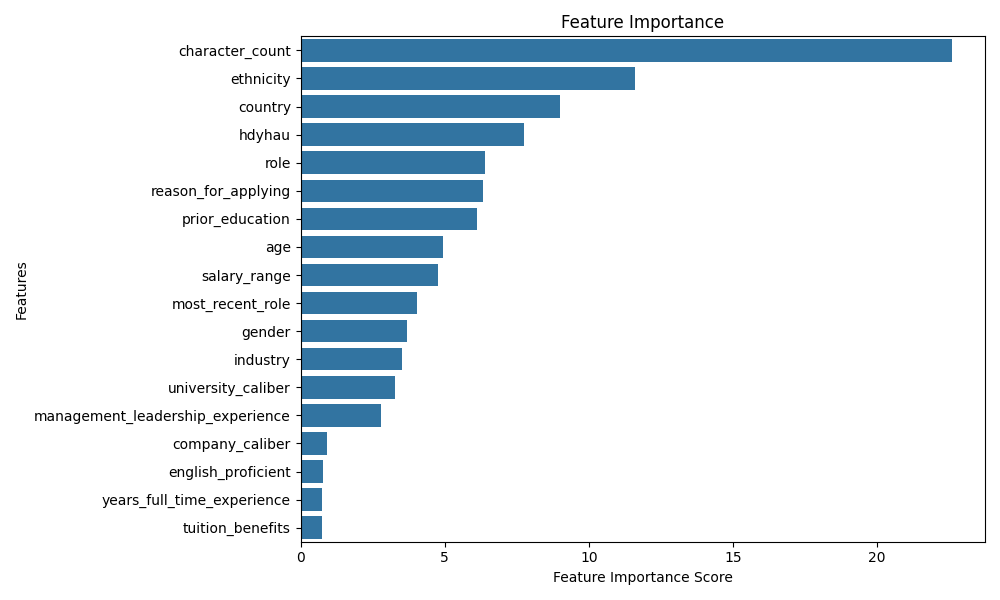 Feature Importance
character_count
ethnicity
country
hdyhau
role
reason_for_applying
prior_education
age
salary_range
most_recent_role
gender
industry
university_caliber
management_leadership_experience
company_caliber
english_proficient
years_full_time_experience
tuition_benefits
Features
0 5 10 15 20
Feature Importance Score